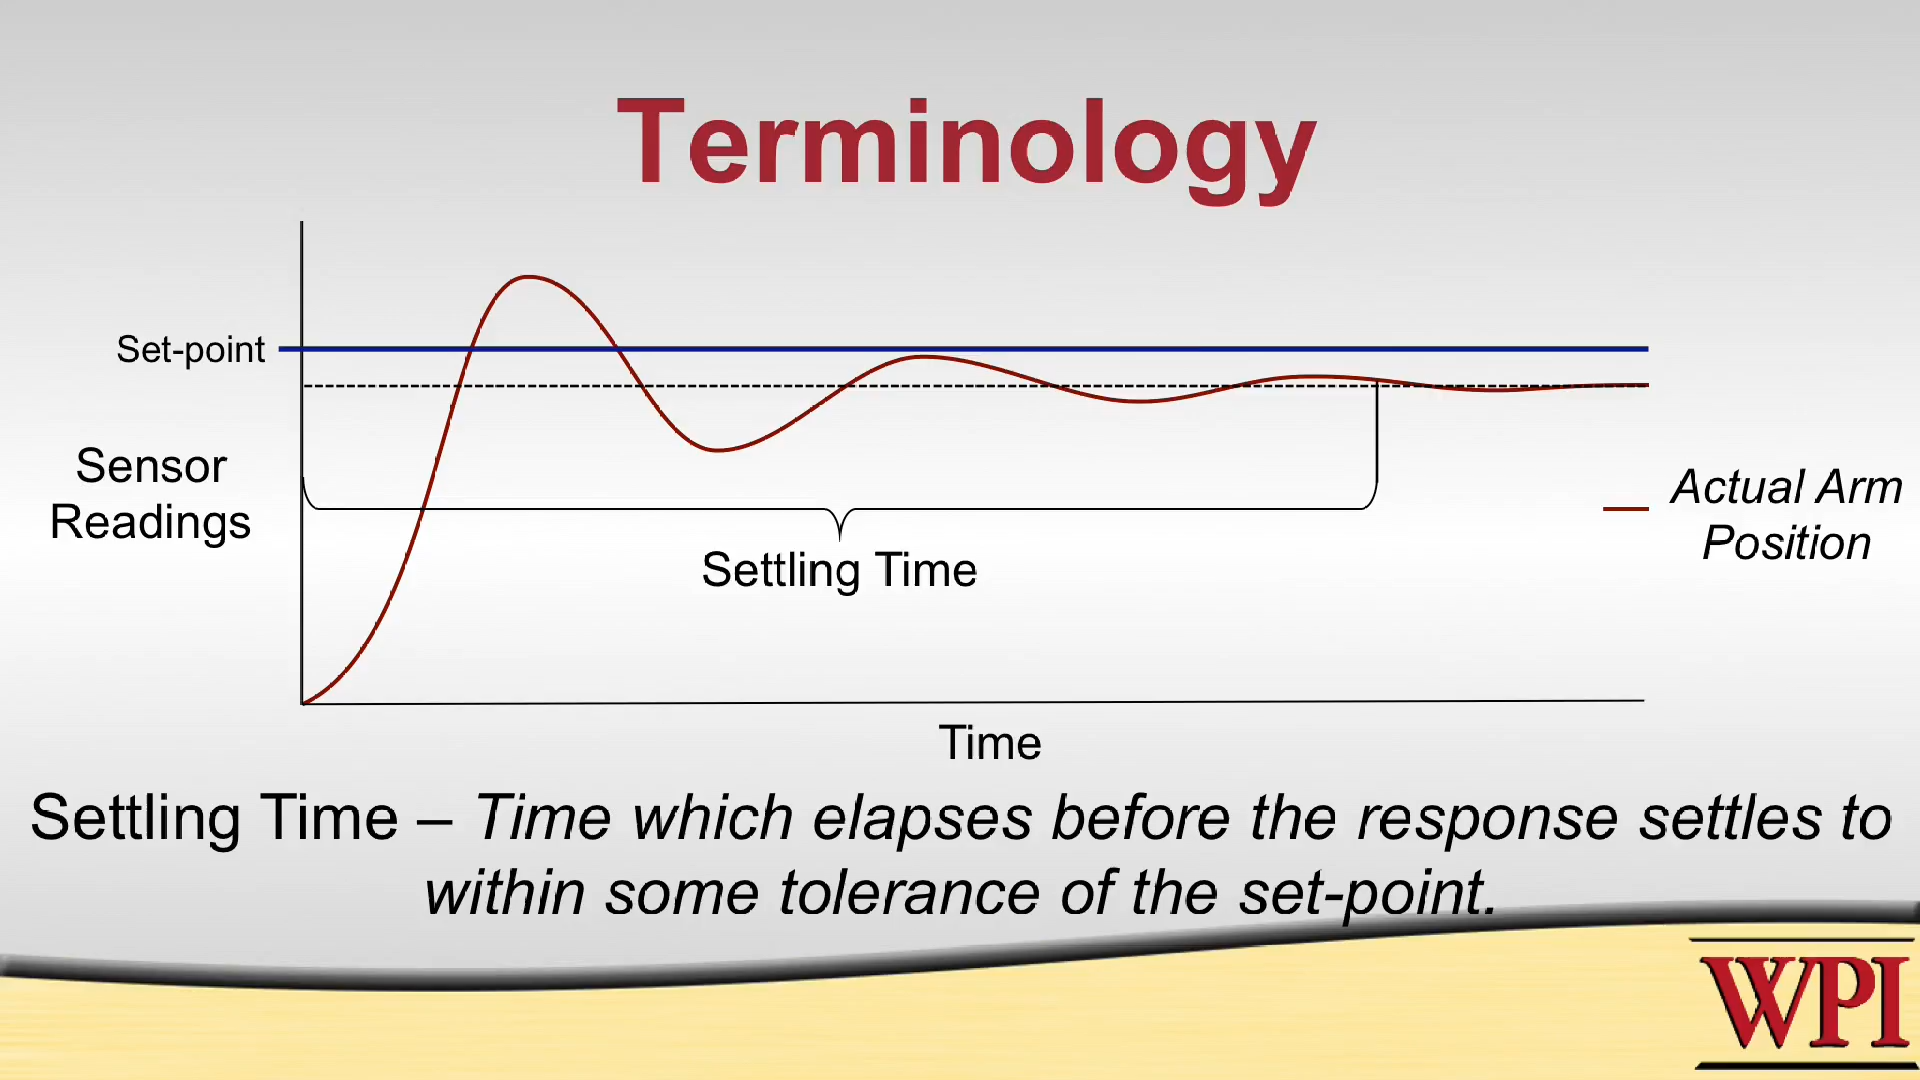 Terminology
Set-point
Sensor
Readings
Settling Time
Actual Arm
Position
Time
Settling Time – Time which elapses before the response settles to
within some tolerance of the set-point.
WPI